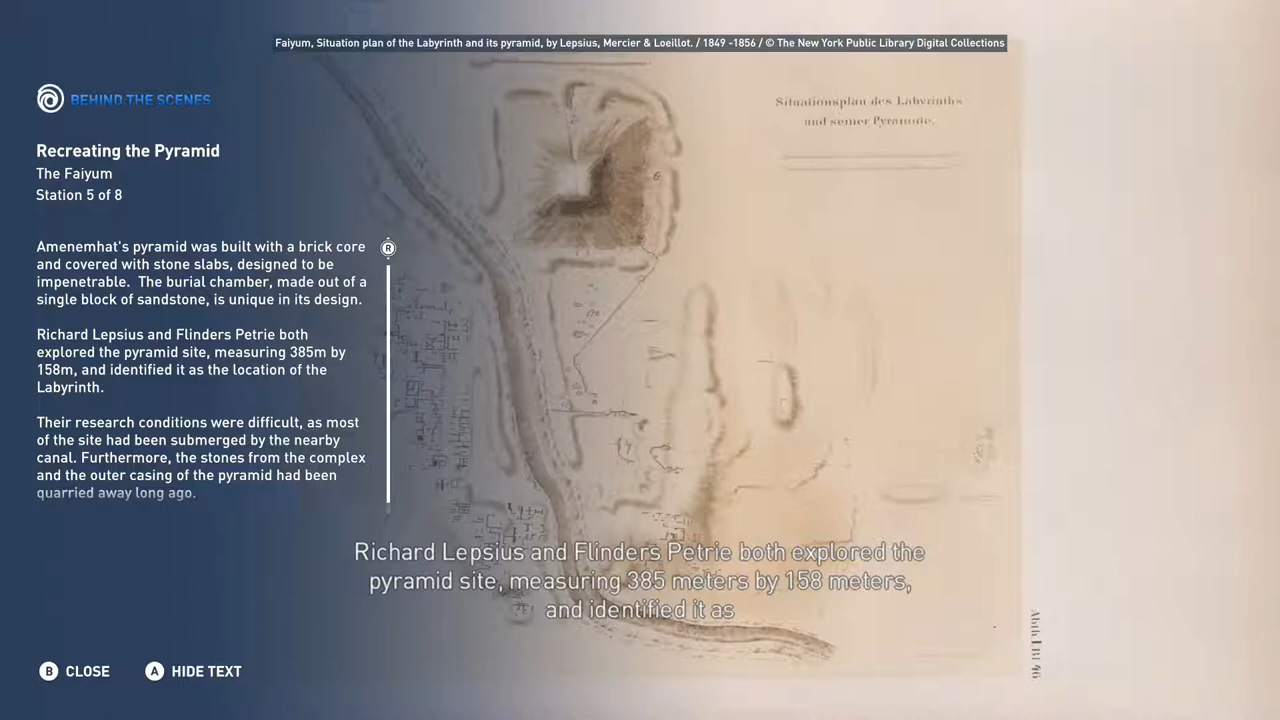 Faiyum, Situation plan of the Labyrinth and its pyramid, by Lepsius, Mercier & Loeillot. / 1849 -1856 / © The New York Public Library Digital Collections
BEHIND THE SCENES
Situationsplan des Labyrinths
und seiner Pyramide.
Recreating the Pyramid
The Faiyum
Station 5 of 8
Amenemhat's pyramid was built with a brick core
and covered with stone slabs, designed to be
impenetrable. The burial chamber, made out of a
single block of sandstone, is unique in its design.
R
Richard Lepsius and Flinders Petrie both
explored the pyramid site, measuring 385m by
158m, and identified it as the location of the
Labyrinth.
Their research conditions were difficult, as most
of the site had been submerged by the nearby
canal. Furthermore, the stones from the complex
and the outer casing of the pyramid had been
quarried away long ago.
Richard Lepsius and Flinders Petrie both explored the
pyramid site, measuring 385 meters by 158 meters,
and identified it as
B CLOSE A HIDE TEXT